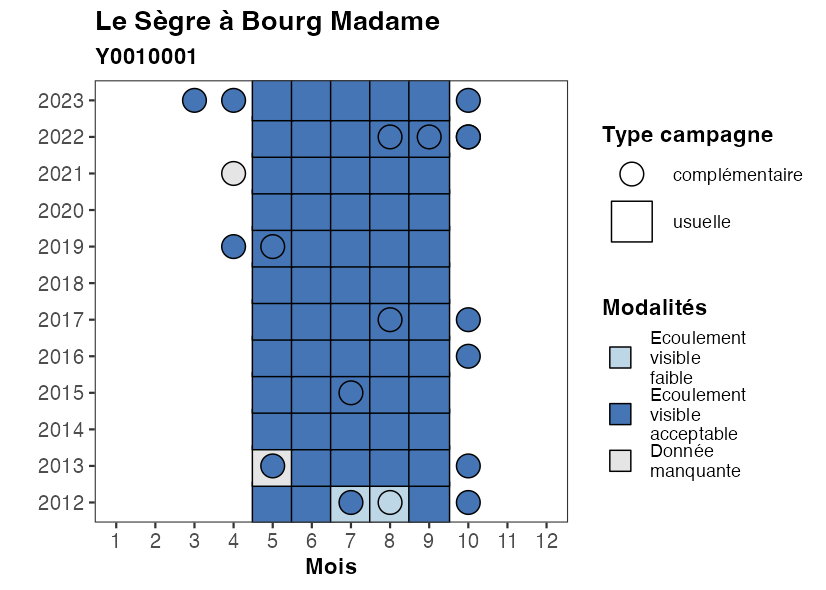 Le Sègre à Bourg Madame
Y0010001
2023
2022
2021
2020
2019
2018
2017
2016
2015
2014
2013
2012
1 2 3 4 5 6 7 8 9 10 11 12
Mois
Type campagne
complémentaire
usuelle
Modalités
Ecoulement
visible
faible
Ecoulement
visible
acceptable
Donnée
manquante